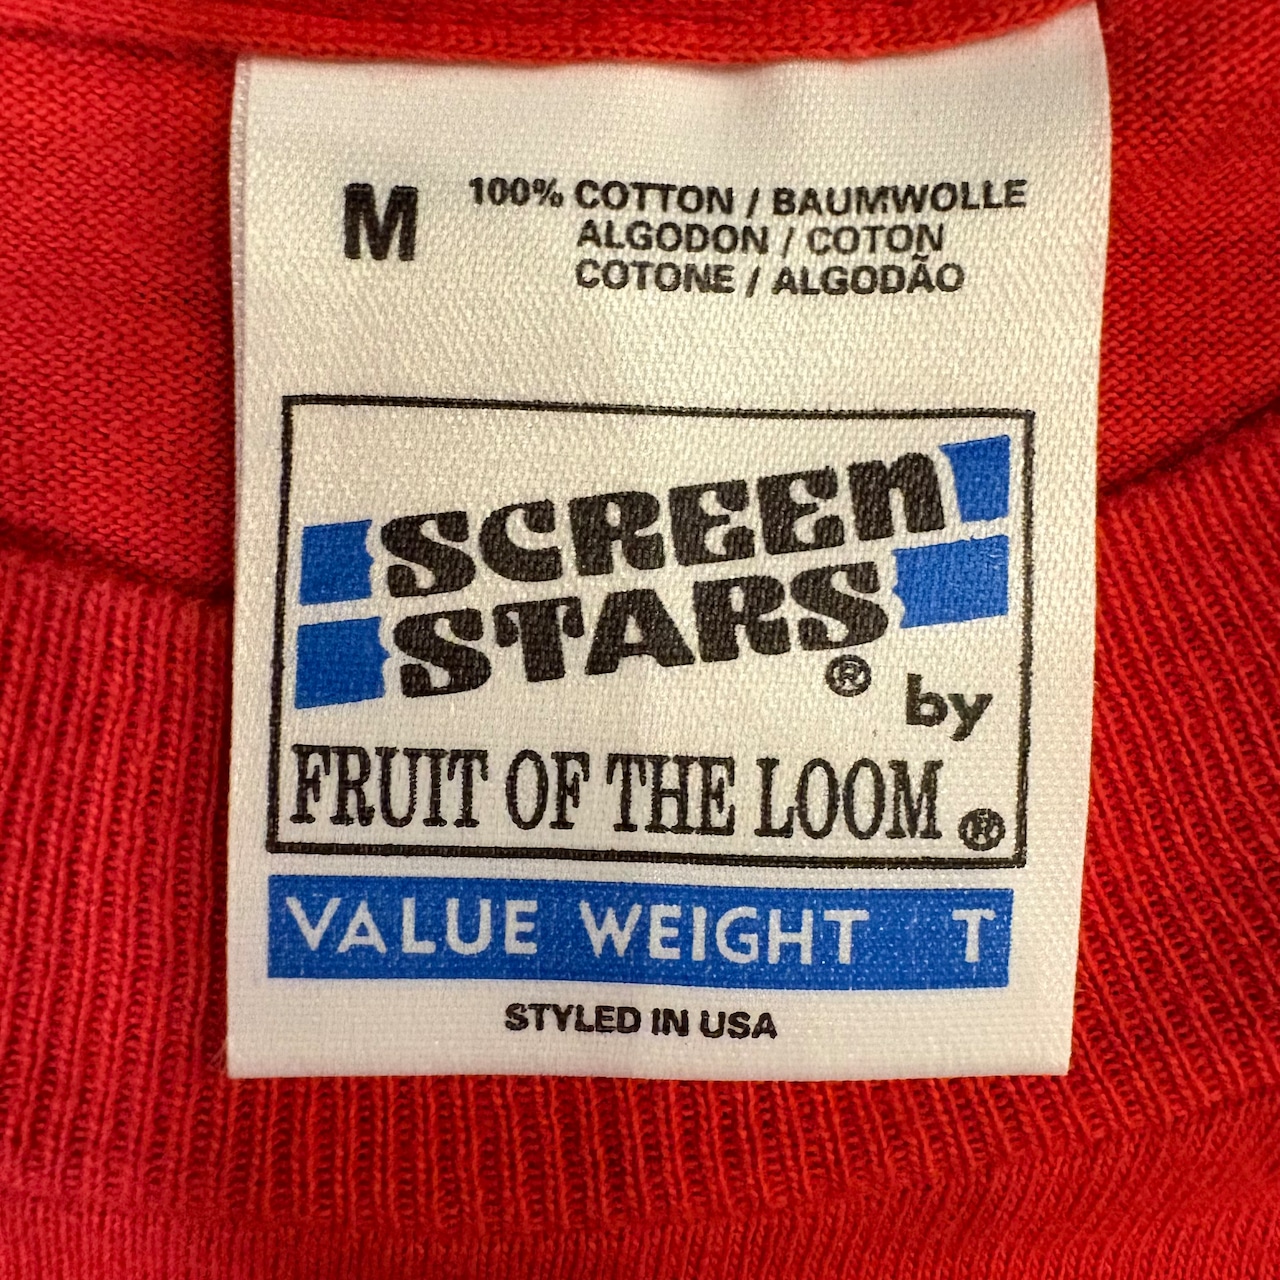 M
100% COTTON / BAUMWOLLE
ALGODON / COTON
COTONE / ALGODÃO
SCREEN
STARS® by
FRUIT OF THE LOOM®
VALUE WEIGHT T
STYLED IN USA